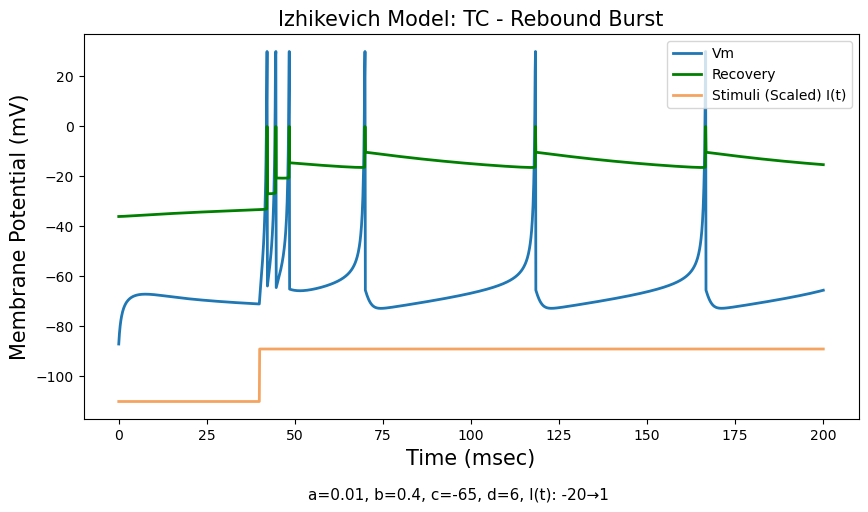 Izhikevich Model: TC - Rebound Burst
Membrane Potential (mV)
20
0
−20
−40
−60
−80
−100
Vm
Recovery
Stimuli (Scaled) I(t)
0 25 50 75 100 125 150 175 200
Time (msec)
a=0.01, b=0.4, c=-65, d=6, I(t): -20→1